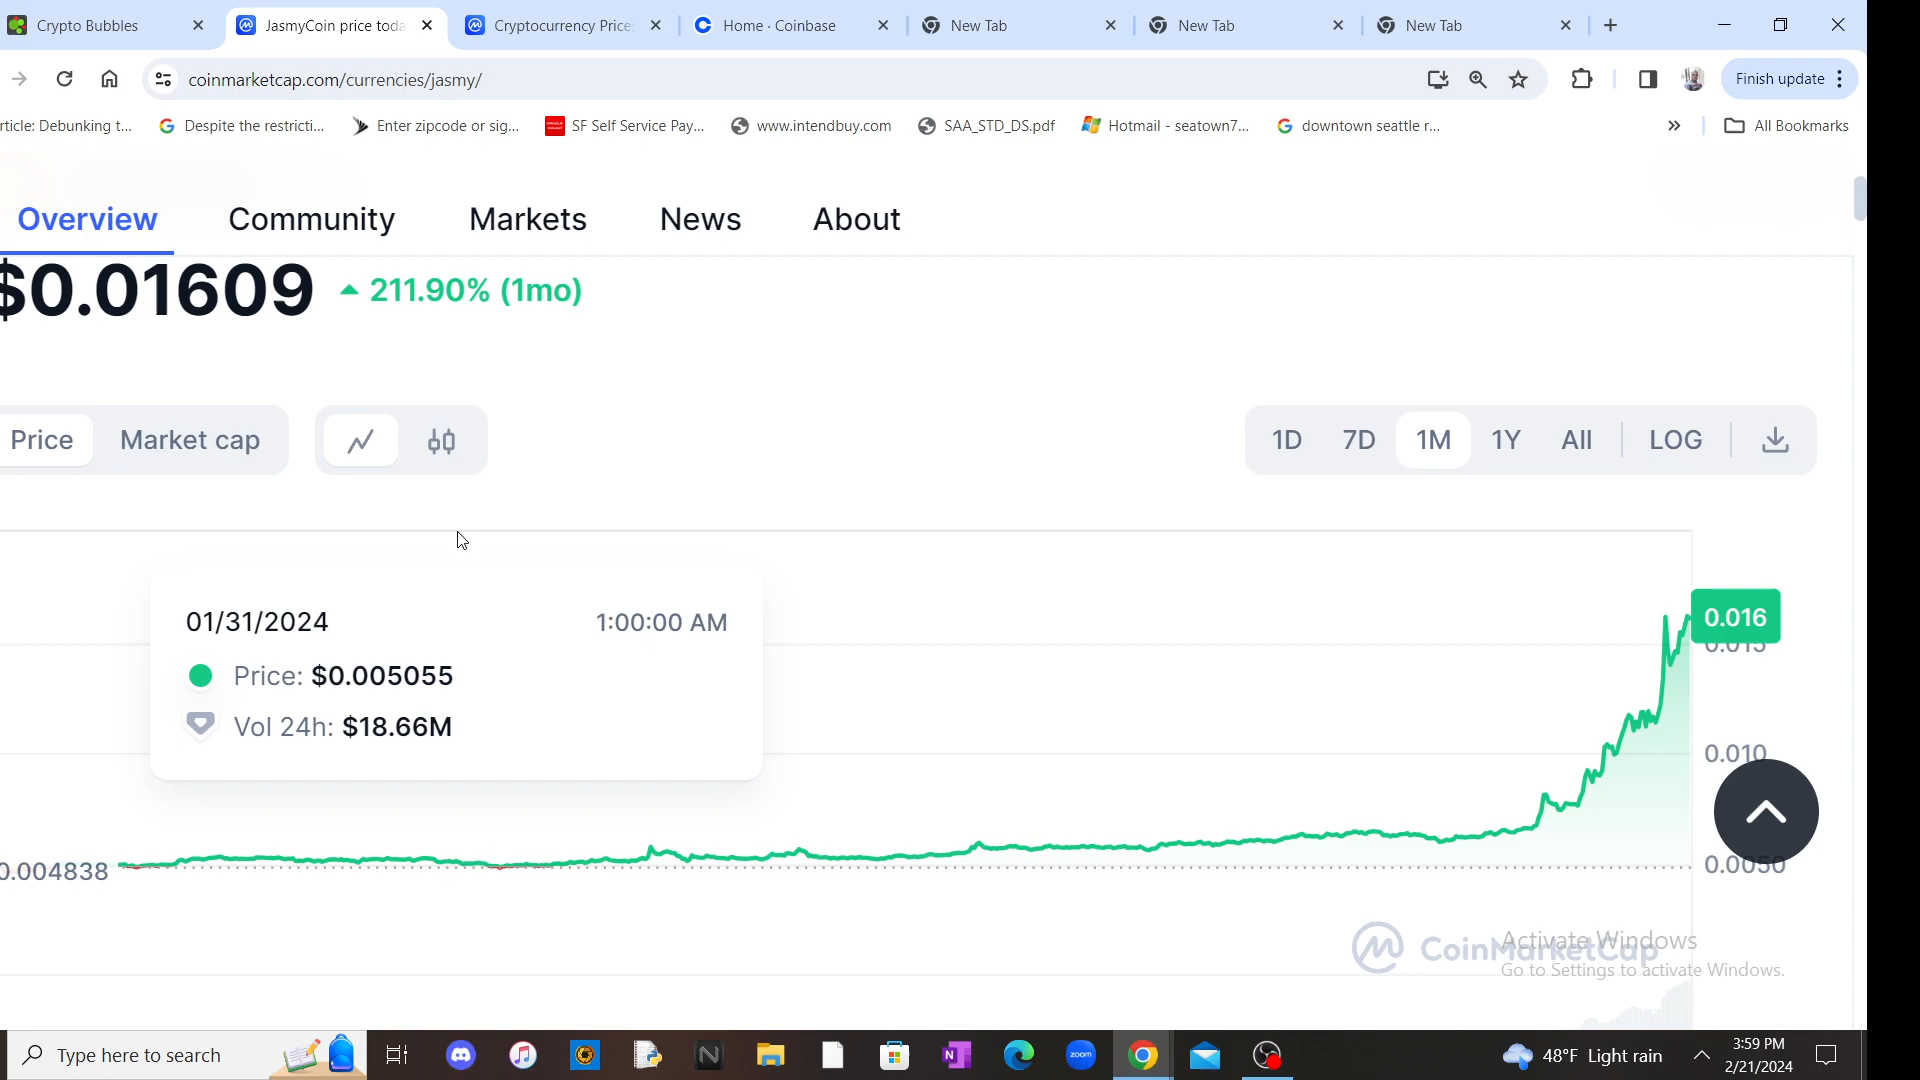 Crypto Bubbles
JasmyCoin price toda
Cryptocurrency Price
Home · Coinbase
New Tab
New Tab
New Tab
coinmarketcap.com/currencies/jasmy/
Finish update
rticle: Debunking t...
Despite the restricti...
Enter zipcode or sig...
SF Self Service Pay...
www.intendbuy.com
SAA_STD_DS.pdf
Hotmail - seatown7...
downtown seattle r...
»
All Bookmarks
Overview
Community
Markets
News
About
$0.01609
211.90% (1mo)
Price
Market cap
1D
7D
1M
1Y
All
LOG
01/31/2024
1:00:00 AM
Price: $0.005055
Vol 24h: $18.66M
0.016
0.015
0.010
0.0050
0.004838
CoinMarketCap
Activate Windows
Go to Settings to activate Windows.
Type here to search
zoom
48°F Light rain
3:59 PM
2/21/2024